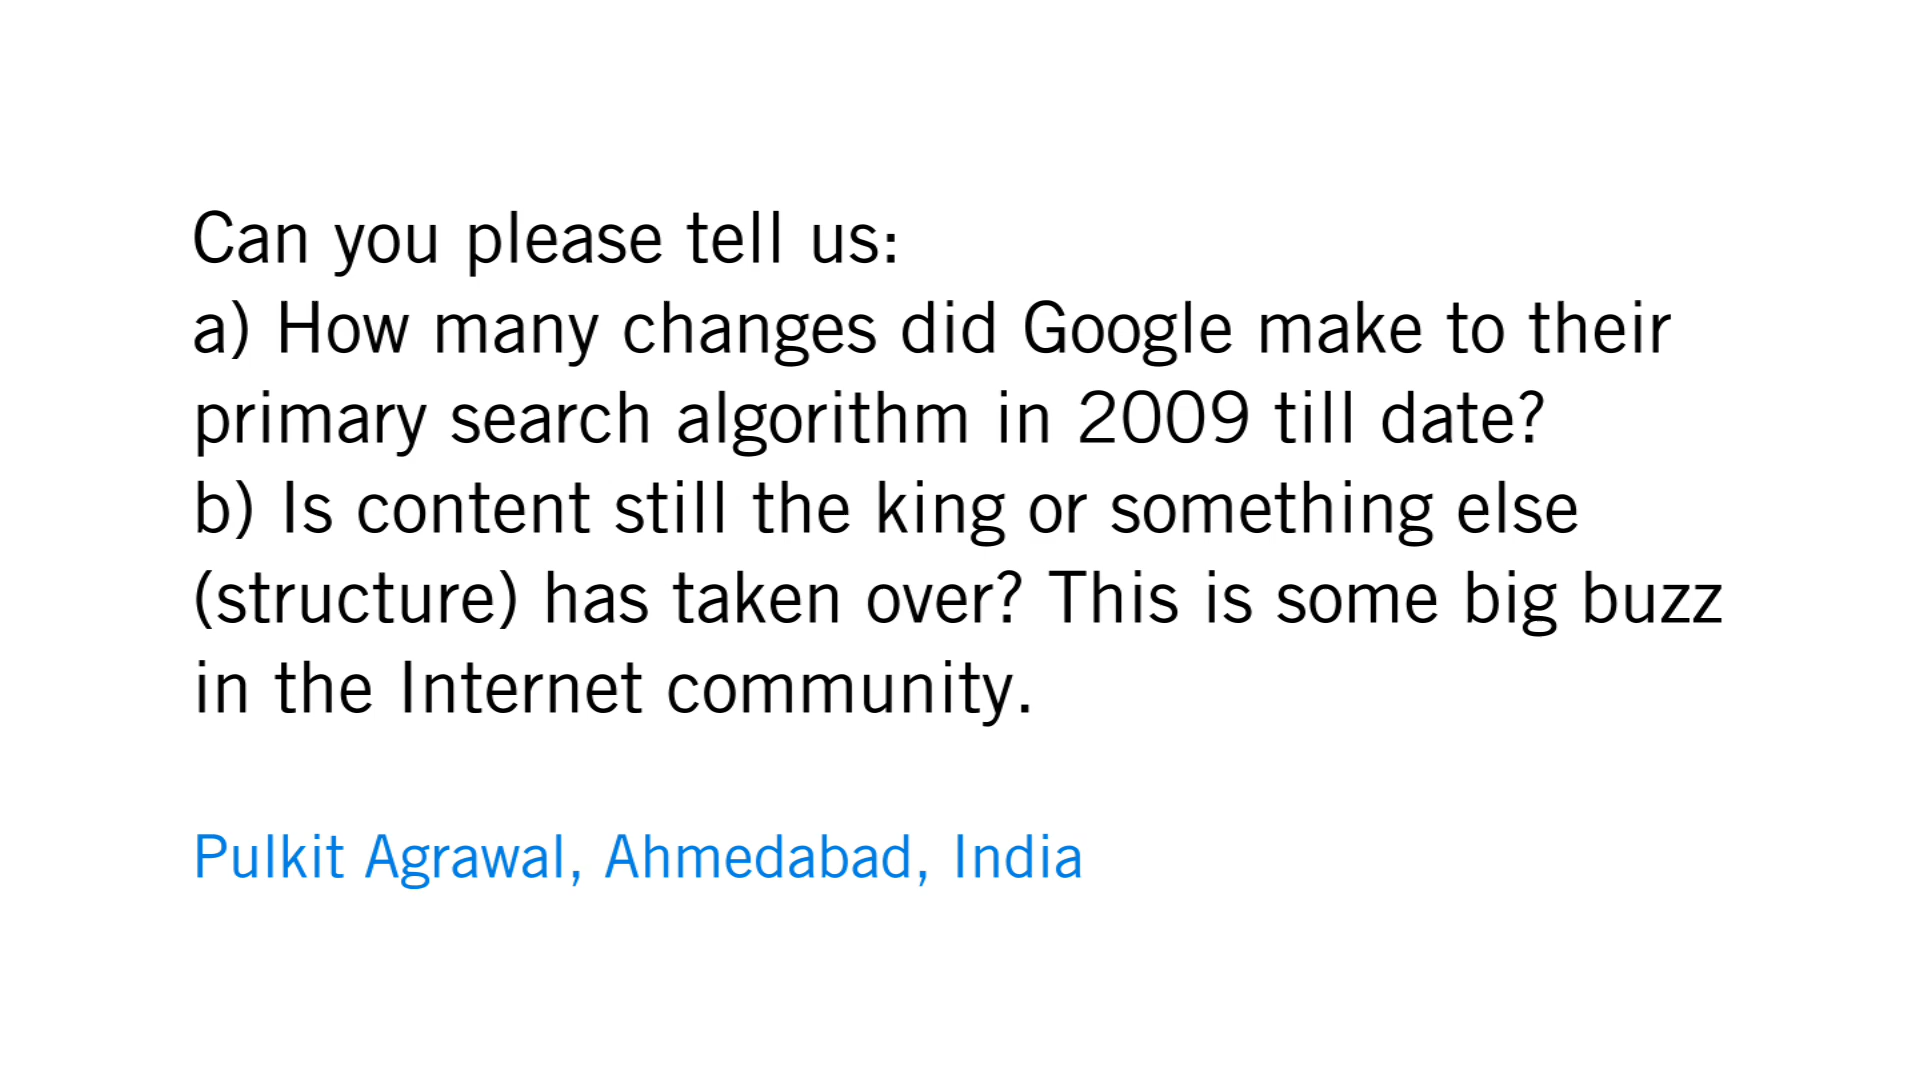 Can you please tell us:
a) How many changes did Google make to their
primary search algorithm in 2009 till date?
b) Is content still the king or something else
(structure) has taken over? This is some big buzz
in the Internet community.
Pulkit Agrawal, Ahmedabad, India